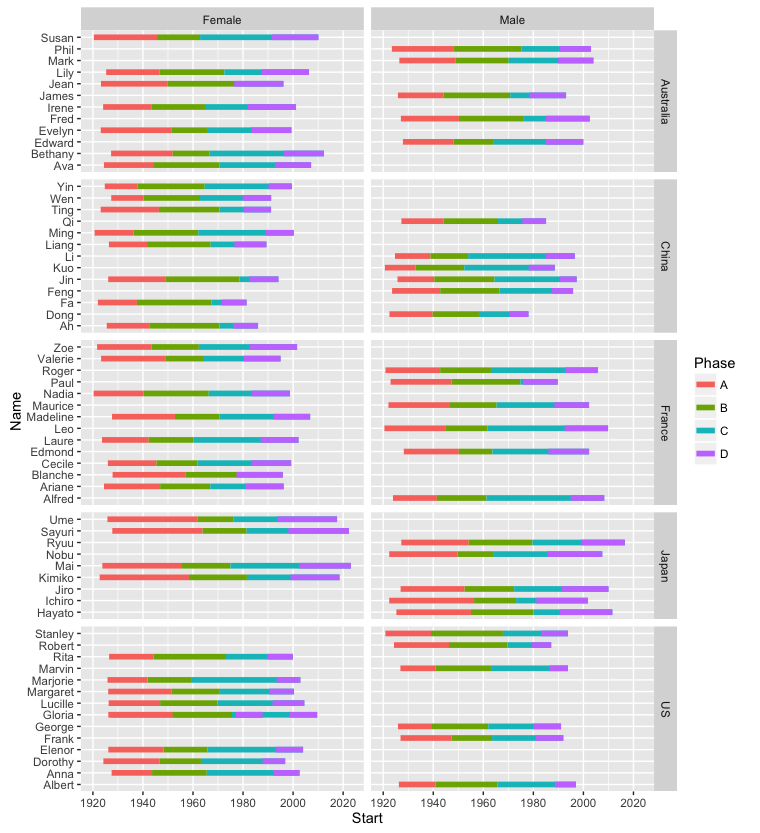 Female Male
Susan
Phil
Mark
Lily
Jean
James
Irene
Fred
Evelyn
Edward
Bethany
Ava
Australia
Yin
Wen
Ting
Qi
Ming
Liang
Li
Kuo
Jin
Feng
Fa
Dong
Ah
China
Zoe
Valerie
Roger
Paul
Nadia
Maurice
Madeline
Leo
Laure
Edmond
Cecile
Blanche
Ariane
Alfred
France
Ume
Sayuri
Ryuu
Nobu
Mai
Kimiko
Jiro
Ichiro
Hayato
Japan
Stanley
Robert
Rita
Marvin
Marjorie
Margaret
Lucille
Gloria
George
Frank
Elenor
Dorothy
Anna
Albert
US
1920 1940 1960 1980 2000 2020 1920 1940 1960 1980 2000 2020
Start
Name
Phase
A
B
C
D